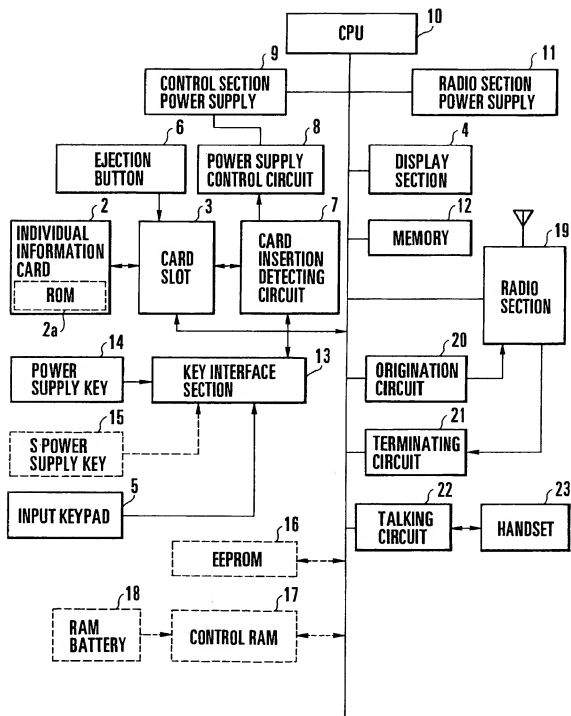 10
CPU
9
CONTROL SECTION
POWER SUPPLY
11
RADIO SECTION
POWER SUPPLY
6
EJECTION
BUTTON
8
POWER SUPPLY
CONTROL CIRCUIT
4
DISPLAY
SECTION
2
INDIVIDUAL
INFORMATION
CARD
ROM
2a
3
CARD
SLOT
7
CARD
INSERTION
DETECTING
CIRCUIT
12
MEMORY
19
RADIO
SECTION
14
POWER
SUPPLY KEY
KEY INTERFACE
SECTION
13
20
ORIGINATION
CIRCUIT
15
S POWER
SUPPLY KEY
21
TERMINATING
CIRCUIT
5
INPUT KEYPAD
22
TALKING
CIRCUIT
23
HANDSET
16
EEPROM
18
RAM
BATTERY
17
CONTROL RAM